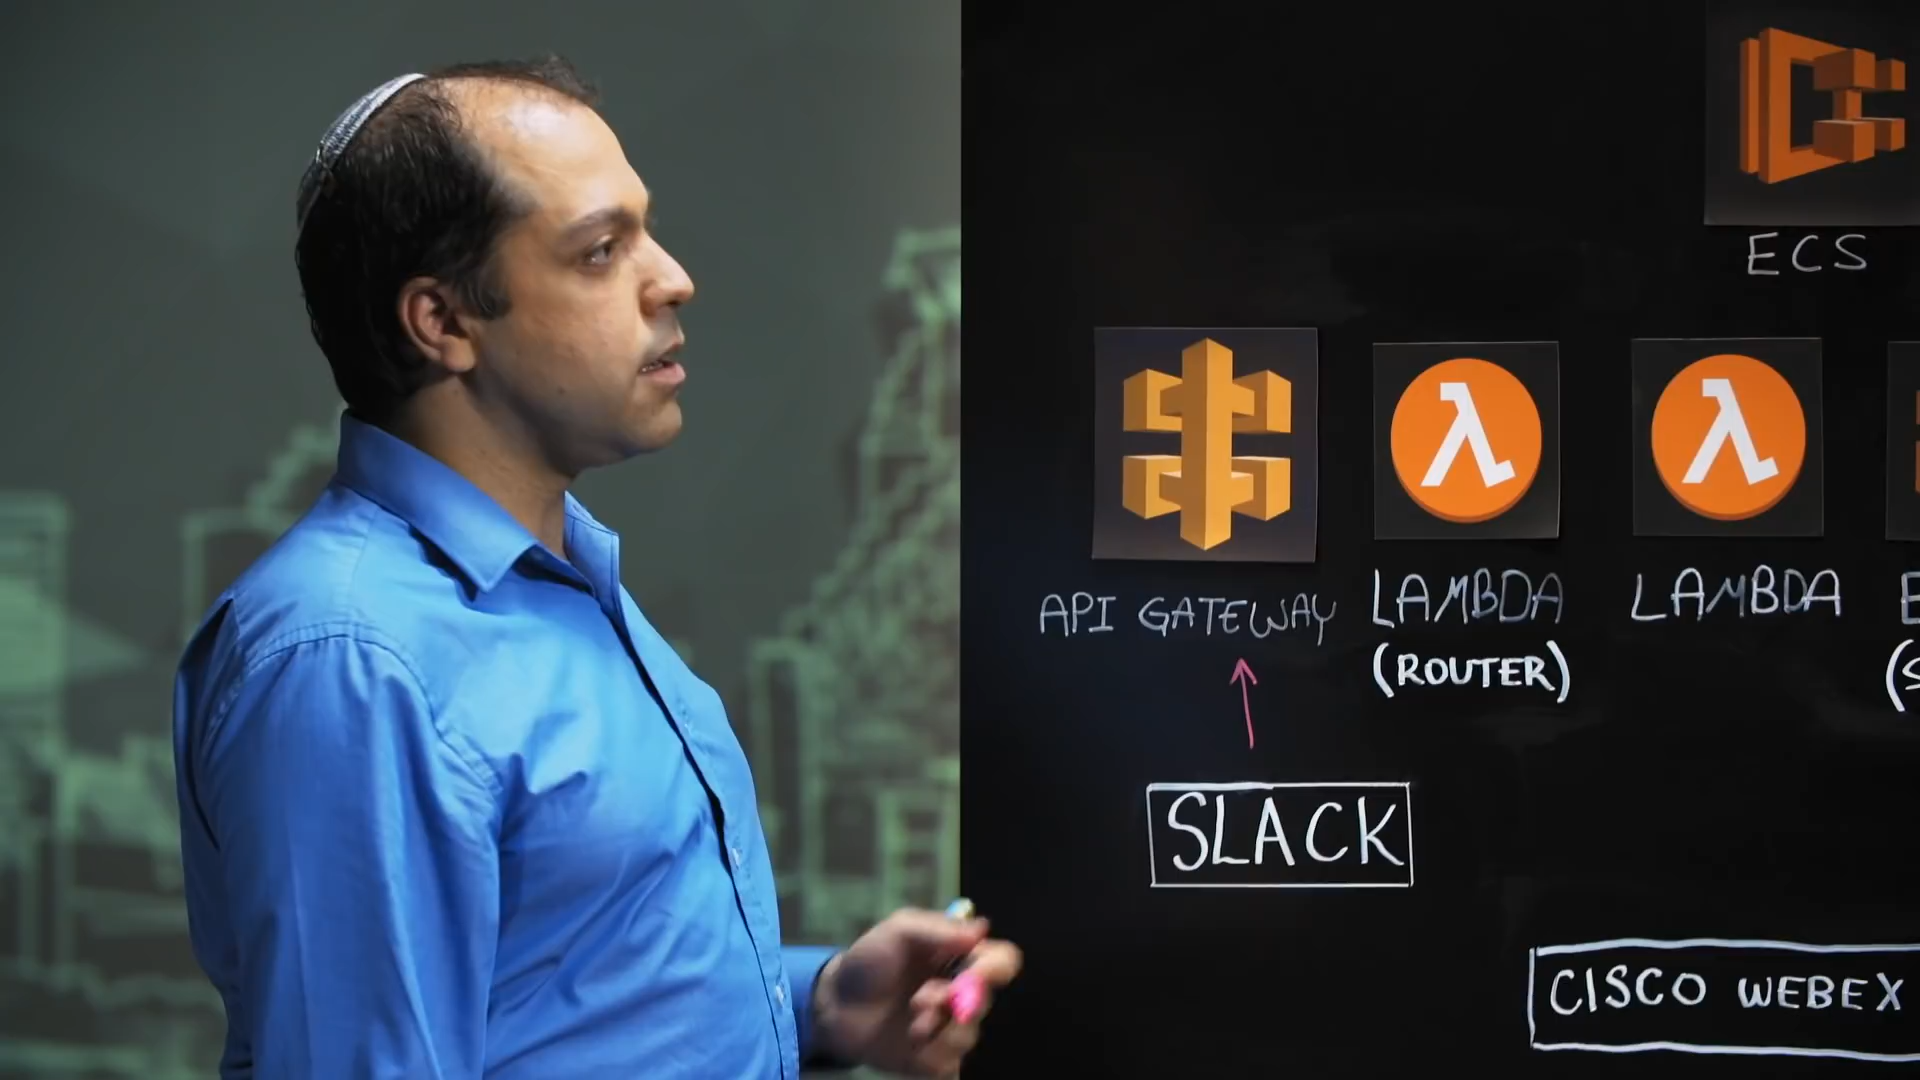 ECS
API GATEWAY
LAMBDA
(ROUTER)
LAMBDA
SLACK
CISCO WEBEX